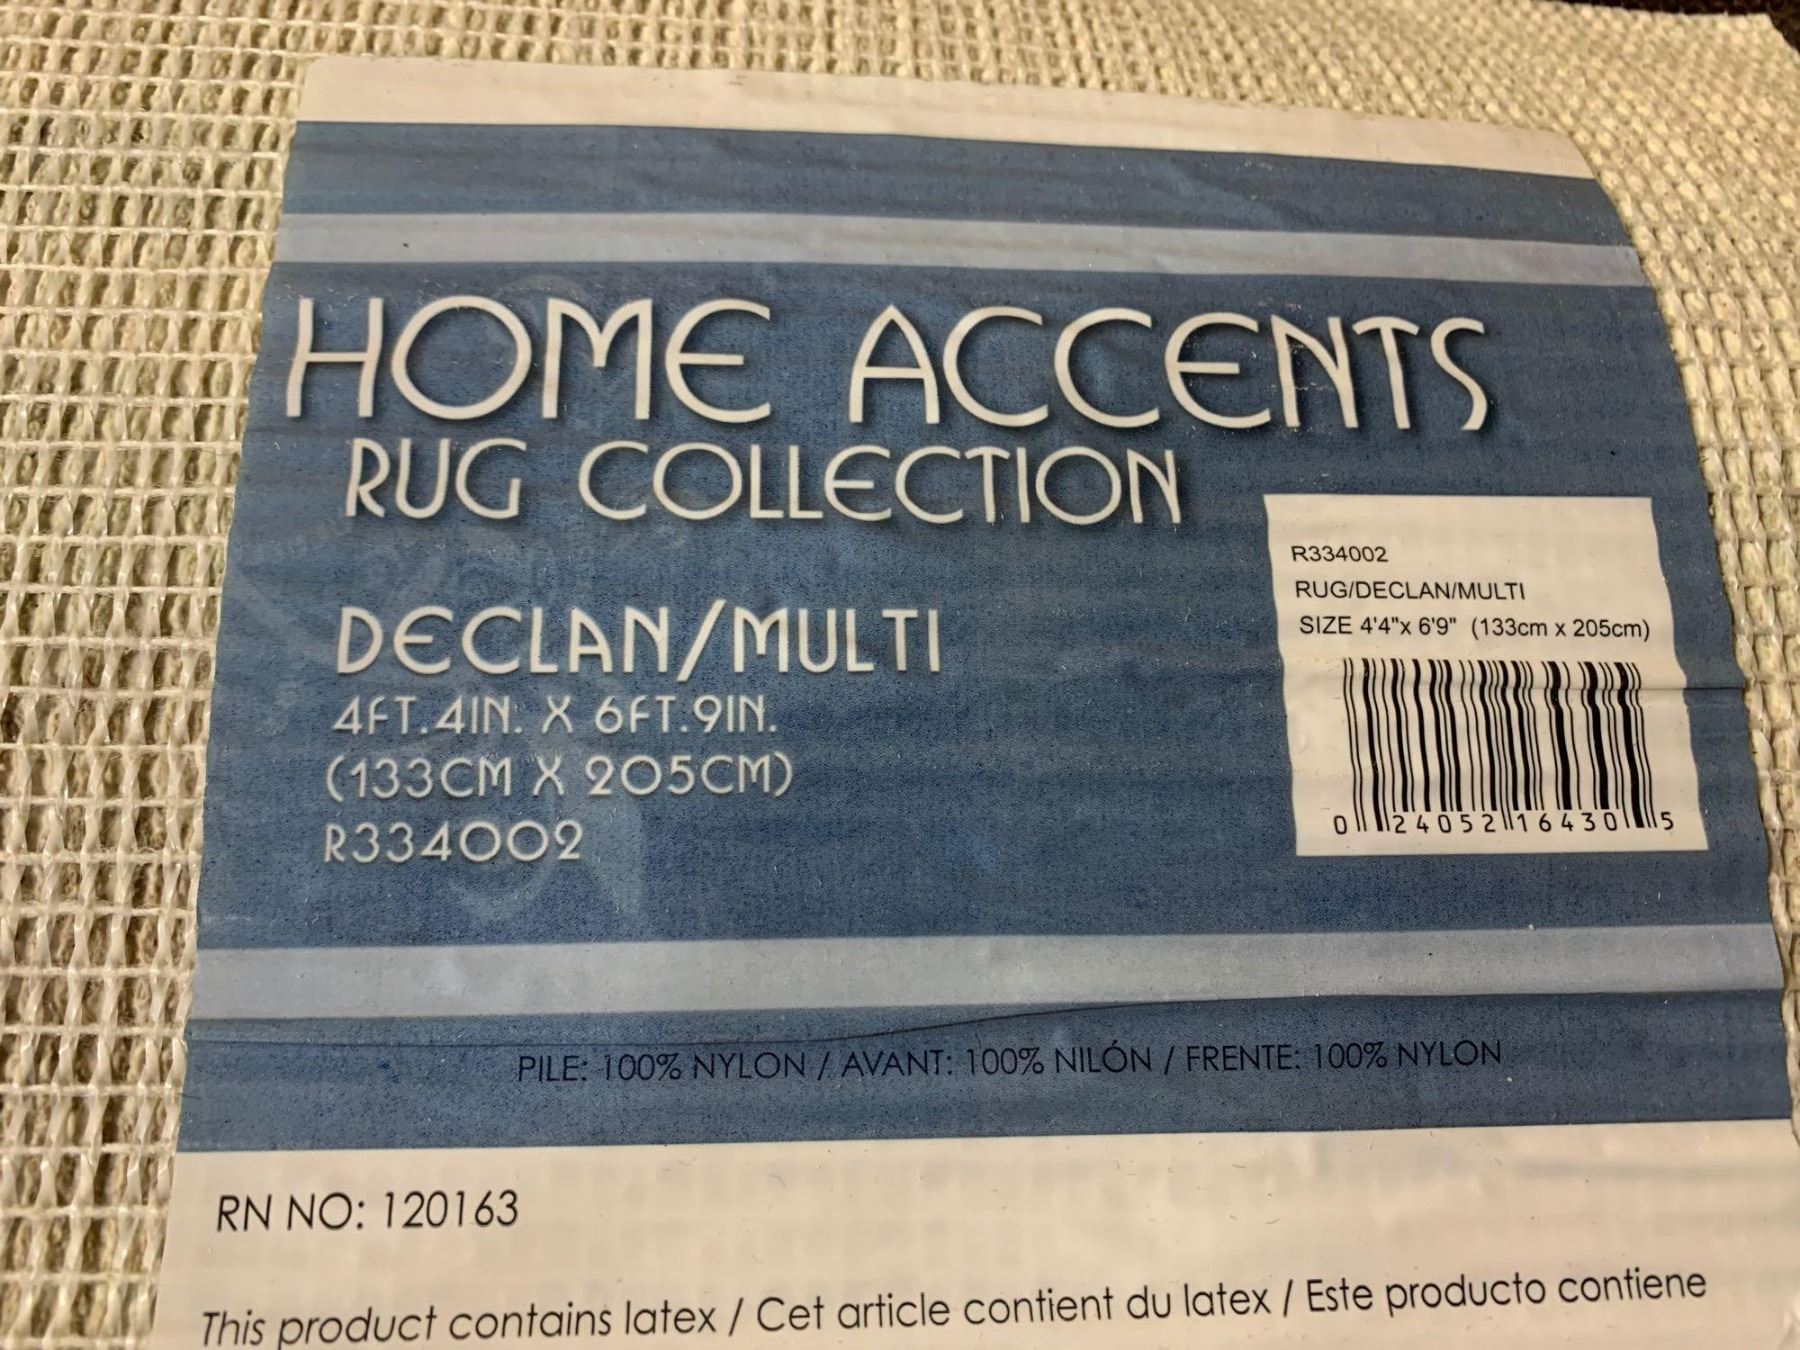 HOME ACCENTS
RUG COLLECTION
DECLAN/MULTI
4FT.4IN. X 6FT.9IN.
(133CM X 205CM)
R334002
R334002
RUG/DECLAN/MULTI
SIZE 4'4"x 6'9" (133cm x 205cm)
0 24052 16430 5
PILE: 100% NYLON / AVANT: 100% NILÓN / FRENTE: 100% NYLON
RN NO: 120163
This product contains latex / Cet article contient du latex / Este producto contiene